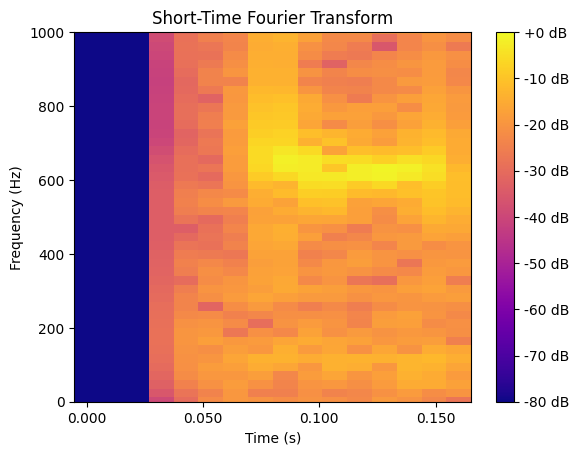 Short-Time Fourier Transform
Frequency (Hz)
1000
800
600
400
200
0
0.000
0.050
0.100
0.150
Time (s)
+0 dB
-10 dB
-20 dB
-30 dB
-40 dB
-50 dB
-60 dB
-70 dB
-80 dB